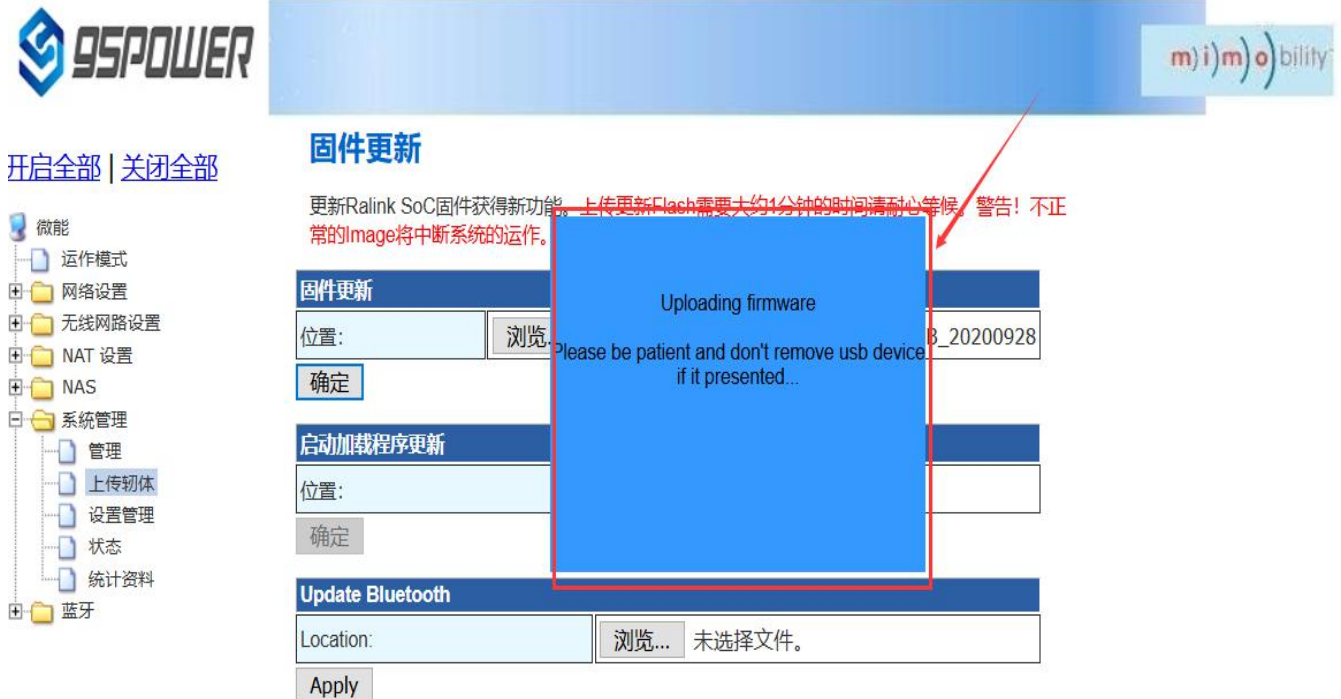 95POWER
m)i)m)o)bility
开启全部 | 关闭全部
微能
运作模式
网络设置
无线网路设置
NAT 设置
NAS
系统管理
管理
上传韧体
设置管理
状态
统计资料
蓝牙
固件更新
更新Ralink SoC固件获得新功能。上传更新Flash需要大约1分钟的时间请耐心等候。警告！不正
常的Image将中断系统的运作。
固件更新
位置: 浏览.. B_20200928
确定
Uploading firmware
Please be patient and don't remove usb device
if it presented...
启动加载程序更新
位置:
确定
Update Bluetooth
Location: 浏览... 未选择文件。
Apply